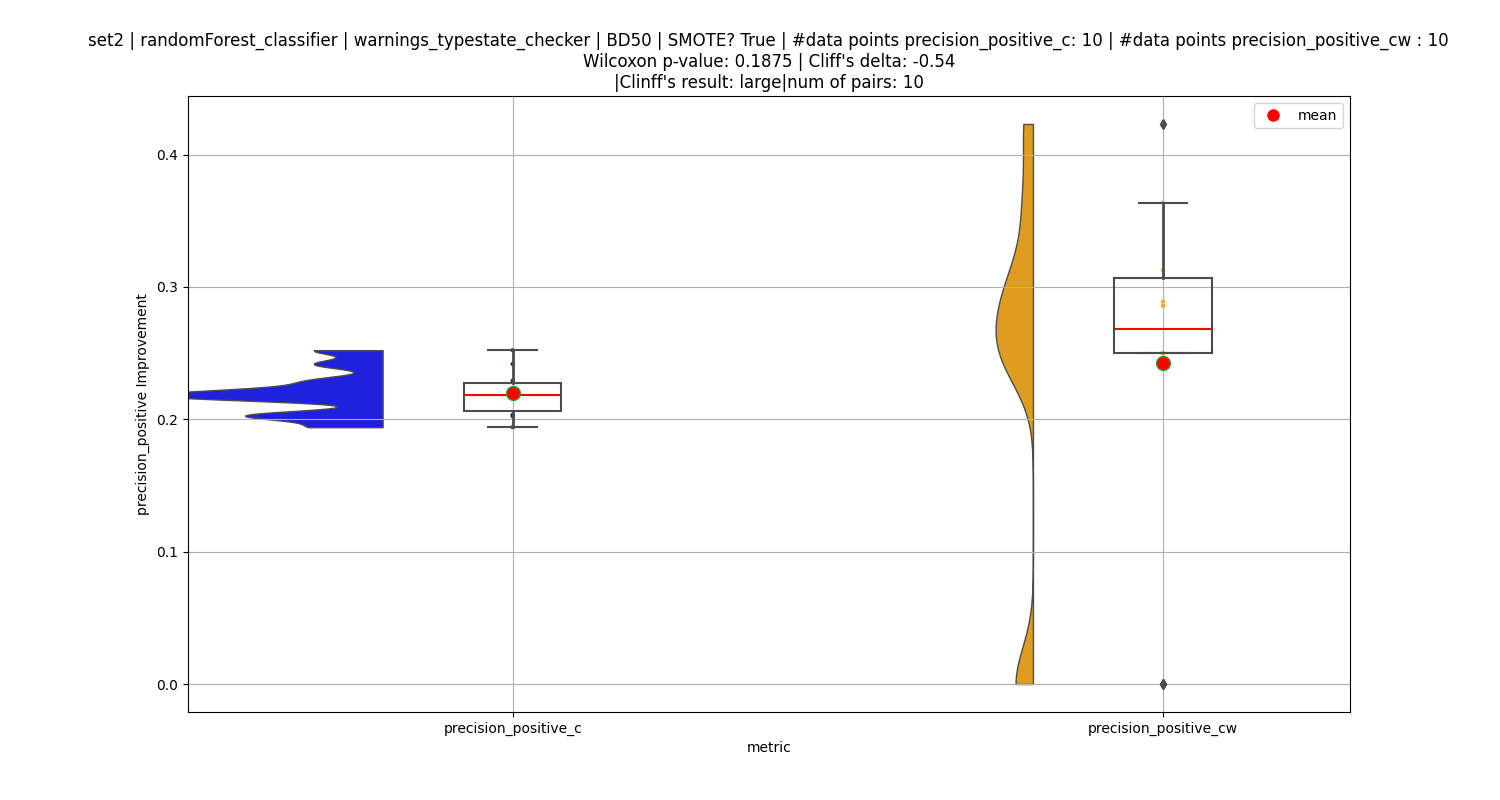 set2 | randomForest_classifier | warnings_typestate_checker | BD50 | SMOTE? True | #data points precision_positive_c: 10 | #data points precision_positive_cw : 10
Wilcoxon p-value: 0.1875 | Cliff's delta: -0.54
|Clinff's result: large|num of pairs: 10
mean
0.4
0.3
0.2
0.1
0.0
precision_positive Improvement
precision_positive_c
precision_positive_cw
metric